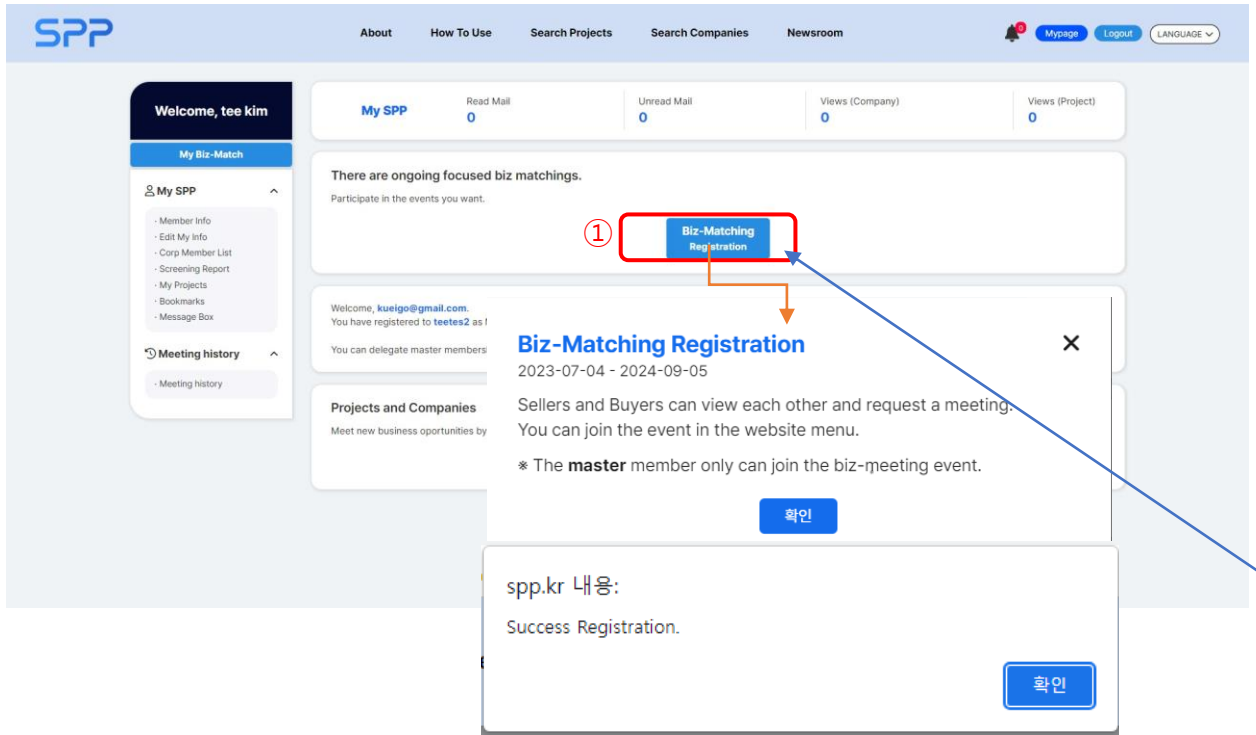 SPP
About How To Use Search Projects Search Companies Newsroom
0 Mypage Logout LANGUAGE
Welcome, tee kim
My Biz-Match
My SPP
· Member Info
· Edit My Info
· Corp Member List
· Screening Report
· My Projects
· Bookmarks
· Message Box
Meeting history
· Meeting history
My SPP
Read Mail
0
Unread Mail
0
Views (Company)
0
Views (Project)
0
There are ongoing focused biz matchings.
Participate in the events you want.
①
Biz-Matching
Registration
Welcome, kueigo@gmail.com.
You have registered to teetes2 as
You can delegate master members
Projects and Companies
Meet new business oportunities by
Biz-Matching Registration
2023-07-04 - 2024-09-05
Sellers and Buyers can view each other and request a meeting.
You can join the event in the website menu.
※ The master member only can join the biz-meeting event.
확인
spp.kr 내용:
Success Registration.
확인